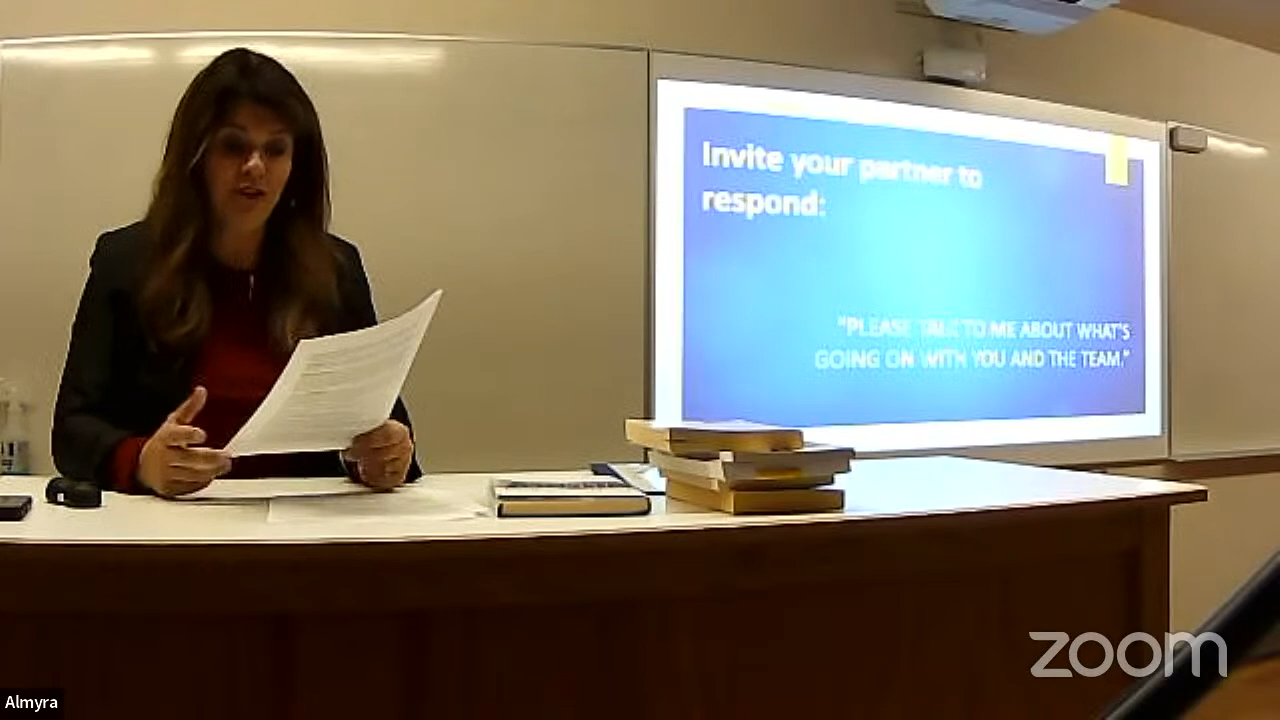 Invite your partner to
respond:
"PLEASE TALK TO ME ABOUT WHAT'S
GOING ON WITH YOU AND THE TEAM."
zoom
Almyra